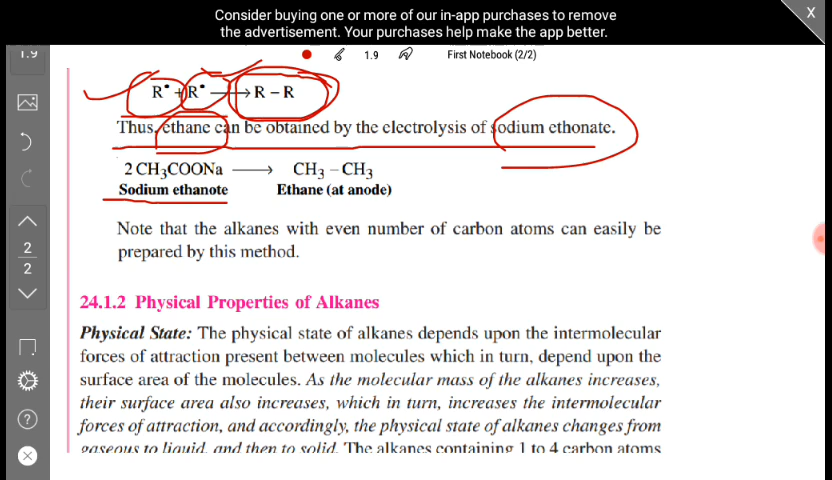 Consider buying one or more of our in-app purchases to remove
the advertisement. Your purchases help make the app better.
X
1.9
1.9
First Notebook (2/2)
R• + R• ⟶ R – R
Thus, ethane can be obtained by the electrolysis of sodium ethonate.
2 CH₃COONa ⟶ CH₃ – CH₃
Sodium ethanote Ethane (at anode)
Note that the alkanes with even number of carbon atoms can easily be
prepared by this method.
2
2
24.1.2 Physical Properties of Alkanes
Physical State: The physical state of alkanes depends upon the intermolecular
forces of attraction present between molecules which in turn, depend upon the
surface area of the molecules. As the molecular mass of the alkanes increases,
their surface area also increases, which in turn, increases the intermolecular
forces of attraction, and accordingly, the physical state of alkanes changes from
gaseous to liquid, and then to solid. The alkanes containing 1 to 4 carbon atoms
?